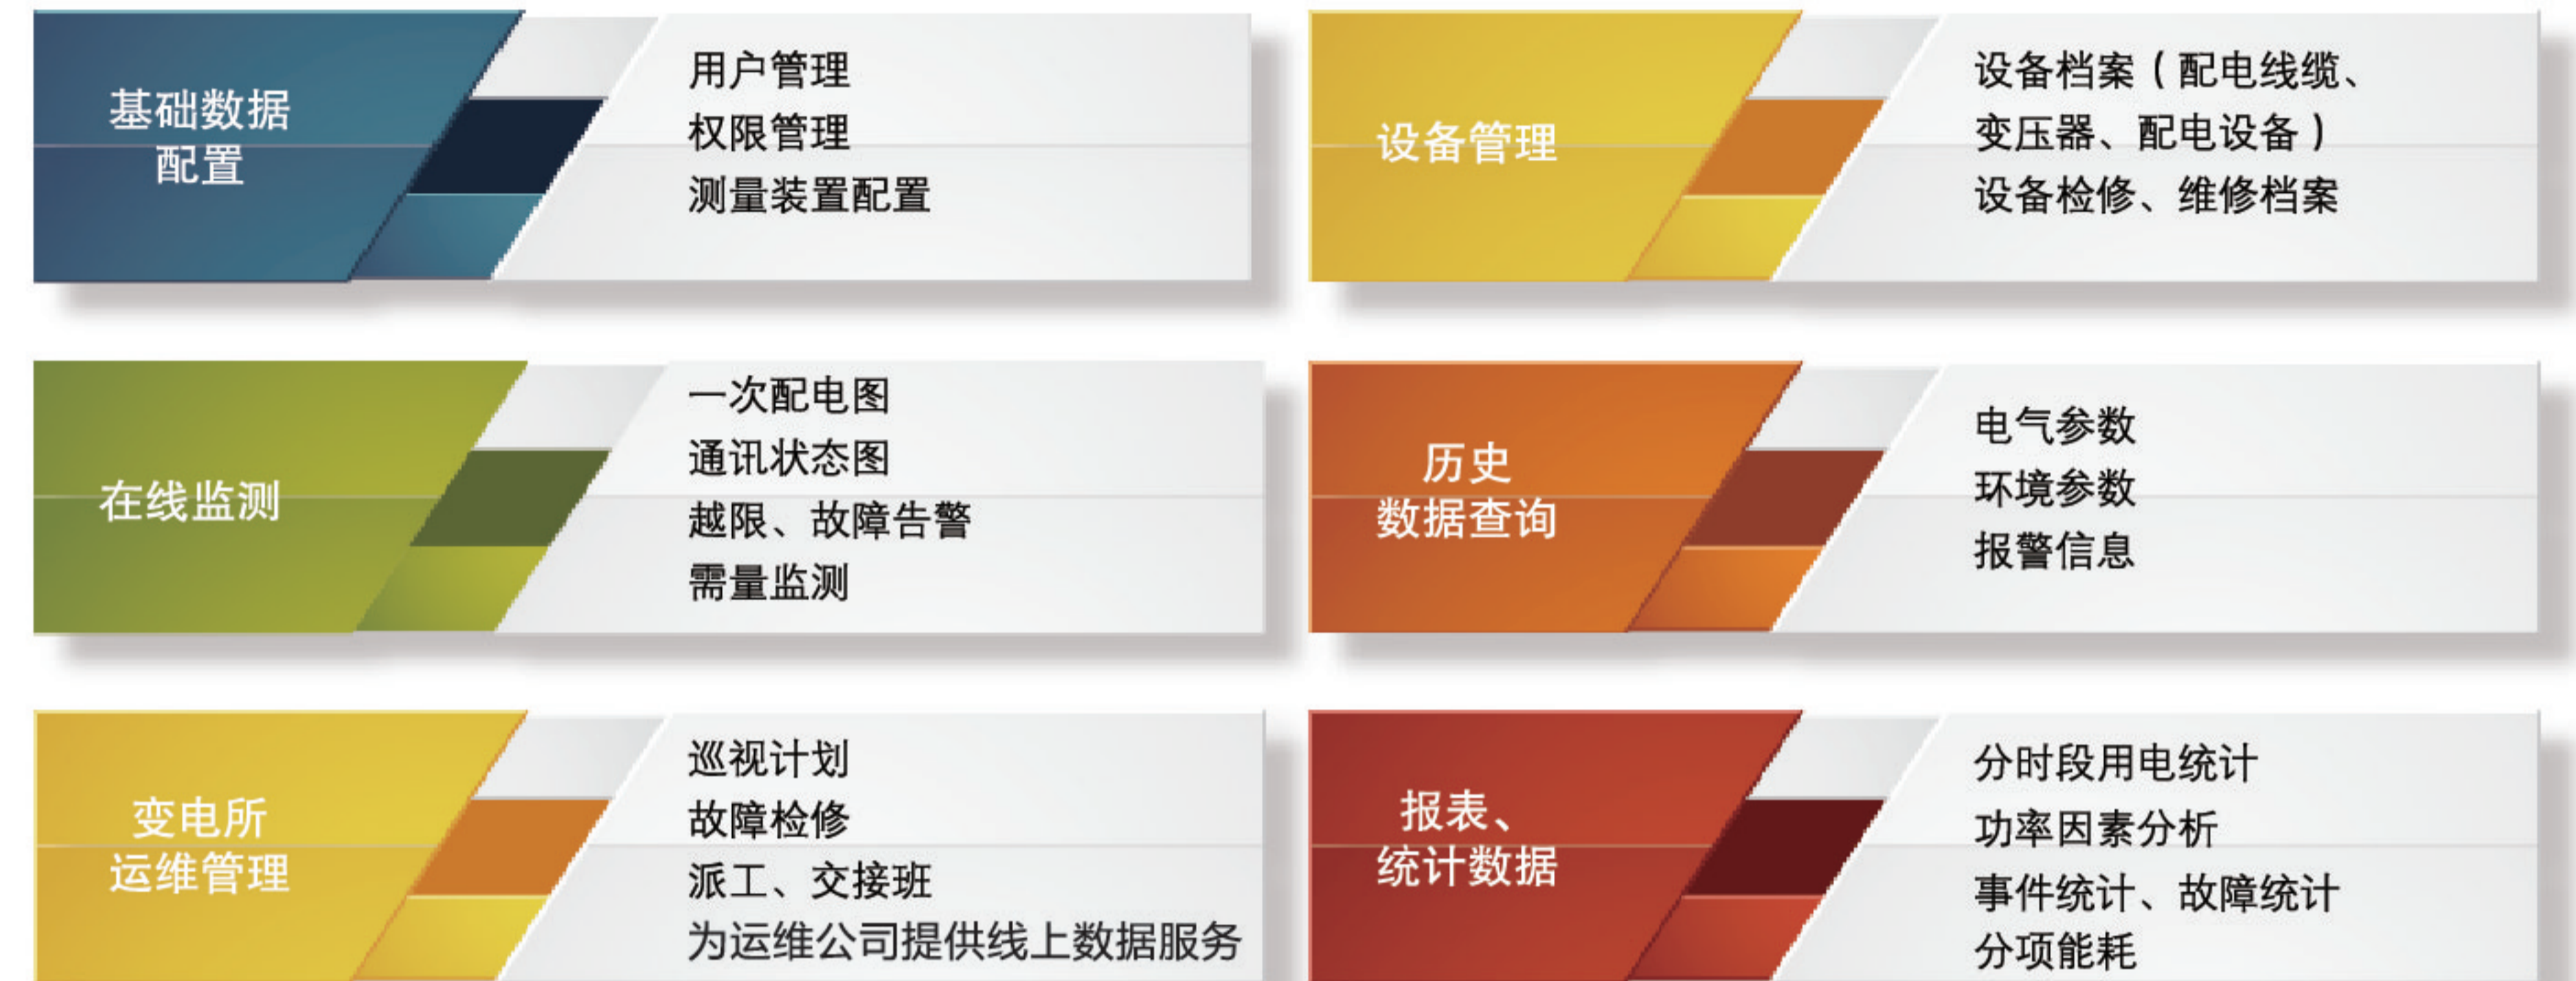 基础数据
配置
用户管理
权限管理
测量装置配置
设备管理
设备档案（配电线缆、
变压器、配电设备）
设备检修、维修档案
在线监测
一次配电图
通讯状态图
越限、故障告警
需量监测
历史
数据查询
电气参数
环境参数
报警信息
变电所
运维管理
巡视计划
故障检修
派工、交接班
为运维公司提供线上数据服务
报表、
统计数据
分时段用电统计
功率因素分析
事件统计、故障统计
分项能耗